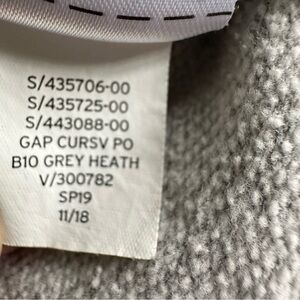 S/435706-00
S/435725-00
S/443088-00
GAP CURSV PO
B10 GREY HEATH
V/300782
SP19
11/18